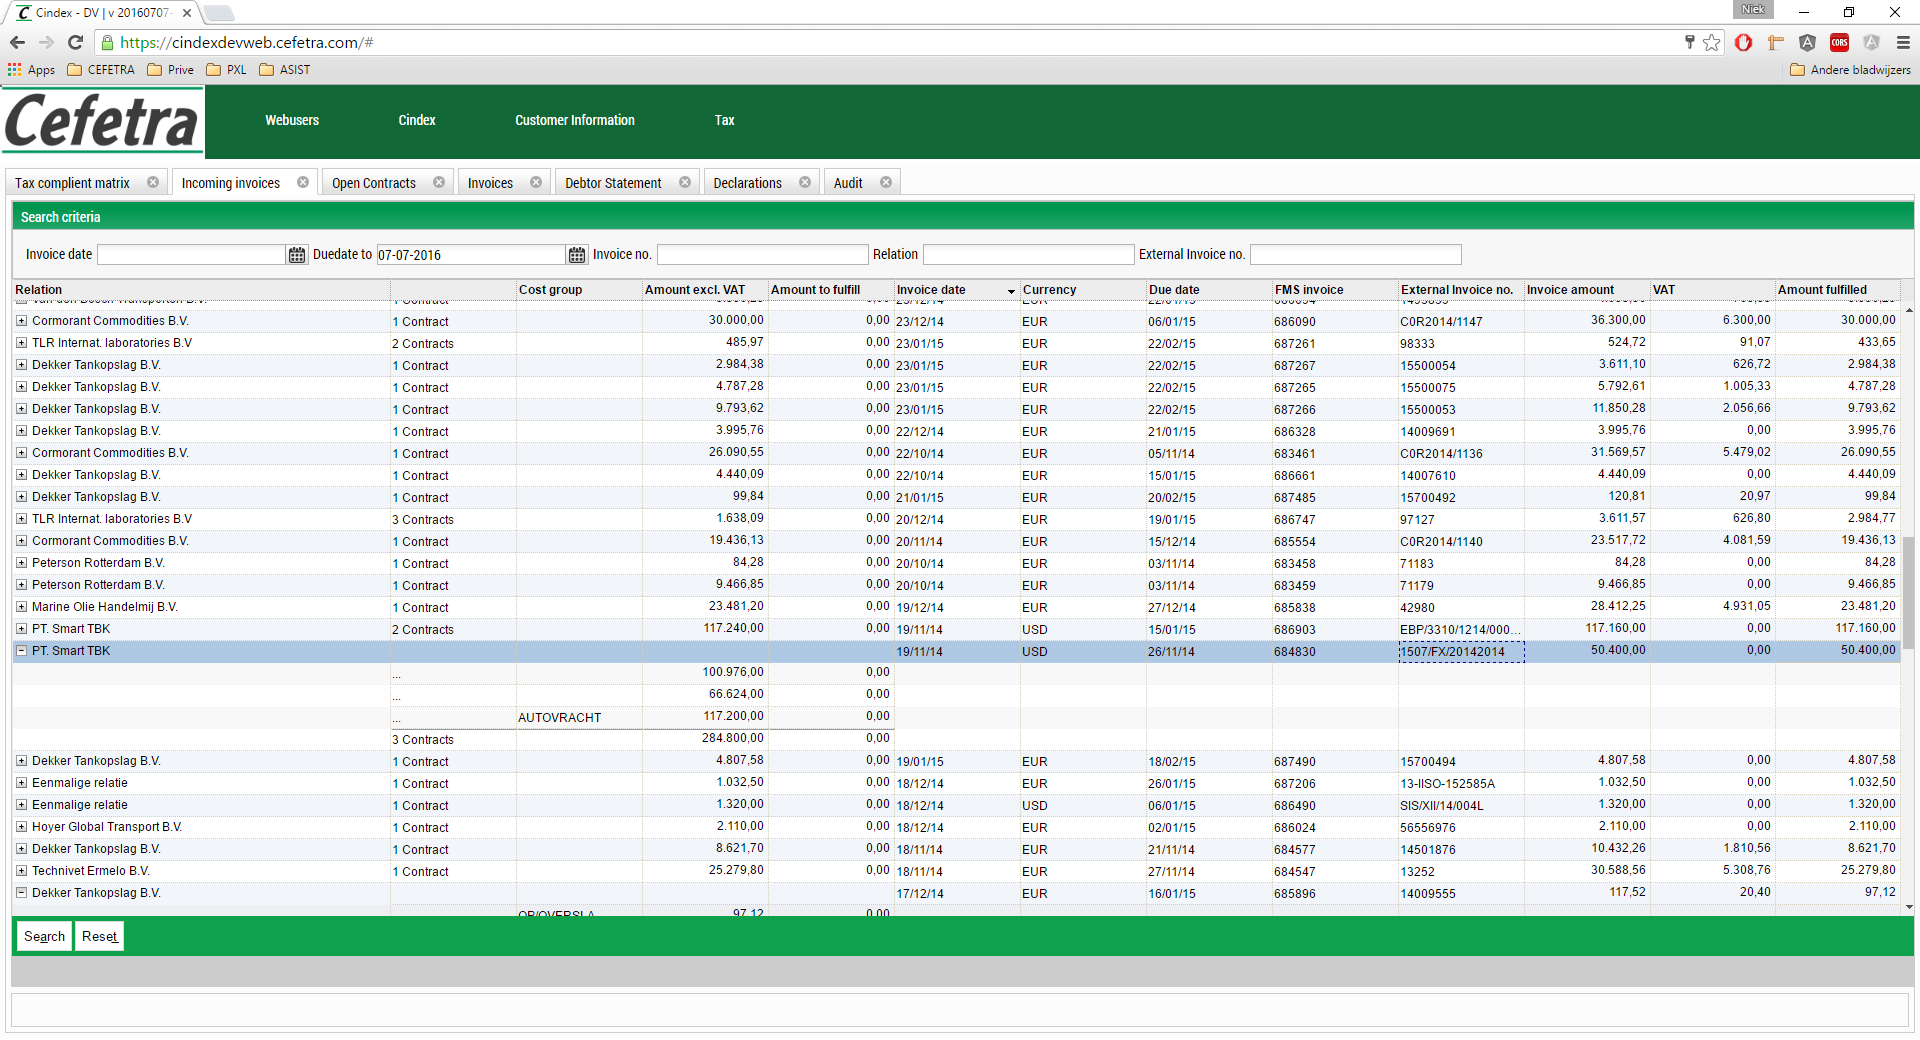 Cindex - DV | v 20160707-
Niek
https://cindexdevweb.cefetra.com/#
Apps CEFETRA Prive PXL ASIST Andere bladwijzers
Cefetra Webusers Cindex Customer Information Tax
Tax complient matrix Incoming invoices Open Contracts Invoices Debtor Statement Declarations Audit
Search criteria
Invoice date Duedate to 07-07-2016 Invoice no. Relation External Invoice no.
Relation Cost group Amount excl. VAT Amount to fulfill Invoice date Currency Due date FMS invoice External Invoice no. Invoice amount VAT Amount fulfilled
Cormorant Commodities B.V. 1 Contract 30.000,00 0,00 23/12/14 EUR 06/01/15 686090 C0R2014/1147 36.300,00 6.300,00 30.000,00
TLR Internat. laboratories B.V 2 Contracts 485,97 0,00 23/01/15 EUR 22/02/15 687261 98333 524,72 91,07 433,65
Dekker Tankopslag B.V. 1 Contract 2.984,38 0,00 23/01/15 EUR 22/02/15 687267 15500054 3.611,10 626,72 2.984,38
Dekker Tankopslag B.V. 1 Contract 4.787,28 0,00 23/01/15 EUR 22/02/15 687265 15500075 5.792,61 1.005,33 4.787,28
Dekker Tankopslag B.V. 1 Contract 9.793,62 0,00 23/01/15 EUR 22/02/15 687266 15500053 11.850,28 2.056,66 9.793,62
Dekker Tankopslag B.V. 1 Contract 3.995,76 0,00 22/12/14 EUR 21/01/15 686328 14009691 3.995,76 0,00 3.995,76
Cormorant Commodities B.V. 1 Contract 26.090,55 0,00 22/10/14 EUR 05/11/14 683461 C0R2014/1136 31.569,57 5.479,02 26.090,55
Dekker Tankopslag B.V. 1 Contract 4.440,09 0,00 22/10/14 EUR 15/01/15 686661 14007610 4.440,09 0,00 4.440,09
Dekker Tankopslag B.V. 1 Contract 99,84 0,00 21/01/15 EUR 20/02/15 687485 15700492 120,81 20,97 99,84
TLR Internat. laboratories B.V 3 Contracts 1.638,09 0,00 20/12/14 EUR 19/01/15 686747 97127 3.611,57 626,80 2.984,77
Cormorant Commodities B.V. 1 Contract 19.436,13 0,00 20/11/14 EUR 15/12/14 685554 C0R2014/1140 23.517,72 4.081,59 19.436,13
Peterson Rotterdam B.V. 1 Contract 84,28 0,00 20/10/14 EUR 03/11/14 683458 71183 84,28 0,00 84,28
Peterson Rotterdam B.V. 1 Contract 9.466,85 0,00 20/10/14 EUR 03/11/14 683459 71179 9.466,85 0,00 9.466,85
Marine Olie Handelmij B.V. 1 Contract 23.481,20 0,00 19/12/14 EUR 27/12/14 685838 42980 28.412,25 4.931,05 23.481,20
PT. Smart TBK 2 Contracts 117.240,00 0,00 19/11/14 USD 15/01/15 686903 EBP/3310/1214/000... 117.160,00 0,00 117.160,00
PT. Smart TBK 19/11/14 USD 26/11/14 684830 1507/FX/20142014 50.400,00 0,00 50.400,00
... 100.976,00 0,00
... 66.624,00 0,00
... AUTOVRACHT 117.200,00 0,00
3 Contracts 284.800,00 0,00
Dekker Tankopslag B.V. 1 Contract 4.807,58 0,00 19/01/15 EUR 18/02/15 687490 15700494 4.807,58 0,00 4.807,58
Eenmalige relatie 1 Contract 1.032,50 0,00 18/12/14 EUR 26/01/15 687206 13-IISO-152585A 1.032,50 0,00 1.032,50
Eenmalige relatie 1 Contract 1.320,00 0,00 18/12/14 USD 06/01/15 686490 SIS/XII/14/004L 1.320,00 0,00 1.320,00
Hoyer Global Transport B.V. 1 Contract 2.110,00 0,00 18/12/14 EUR 02/01/15 686024 56556976 2.110,00 0,00 2.110,00
Dekker Tankopslag B.V. 1 Contract 8.621,70 0,00 18/11/14 EUR 21/11/14 684577 14501876 10.432,26 1.810,56 8.621,70
Technivet Ermelo B.V. 1 Contract 25.279,80 0,00 18/11/14 EUR 27/11/14 684547 13252 30.588,56 5.308,76 25.279,80
Dekker Tankopslag B.V. 17/12/14 EUR 16/01/15 685896 14009555 117,52 20,40 97,12
97,12 0,00
Search Reset